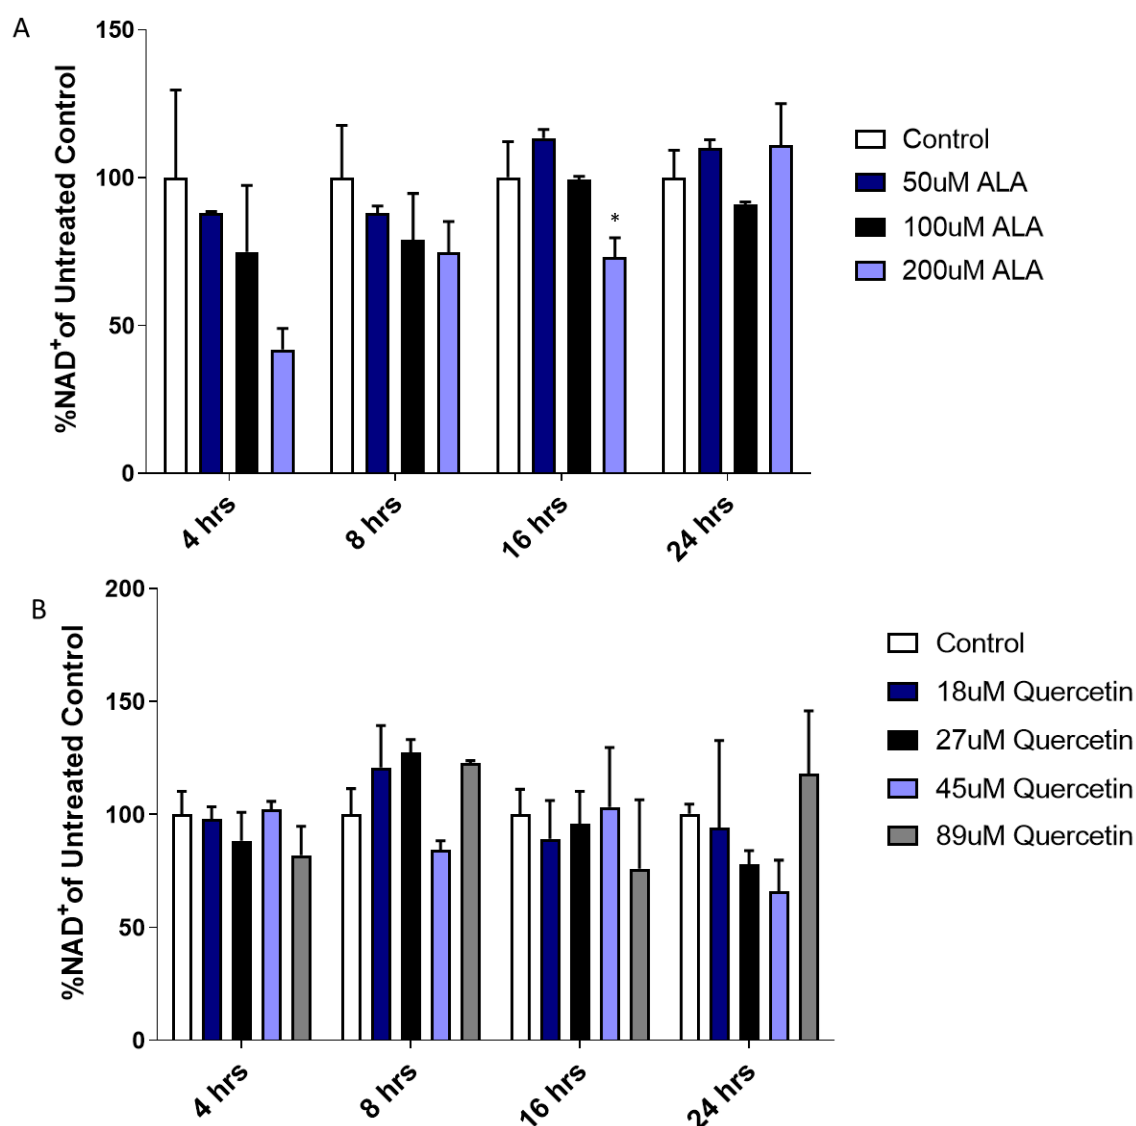 A
%NAD+of Untreated Control
150
100
50
0
*
4 hrs
8 hrs
16 hrs
24 hrs
Control
50uM ALA
100uM ALA
200uM ALA
B
%NAD+of Untreated Control
200
150
100
50
0
4 hrs
8 hrs
16 hrs
24 hrs
Control
18uM Quercetin
27uM Quercetin
45uM Quercetin
89uM Quercetin